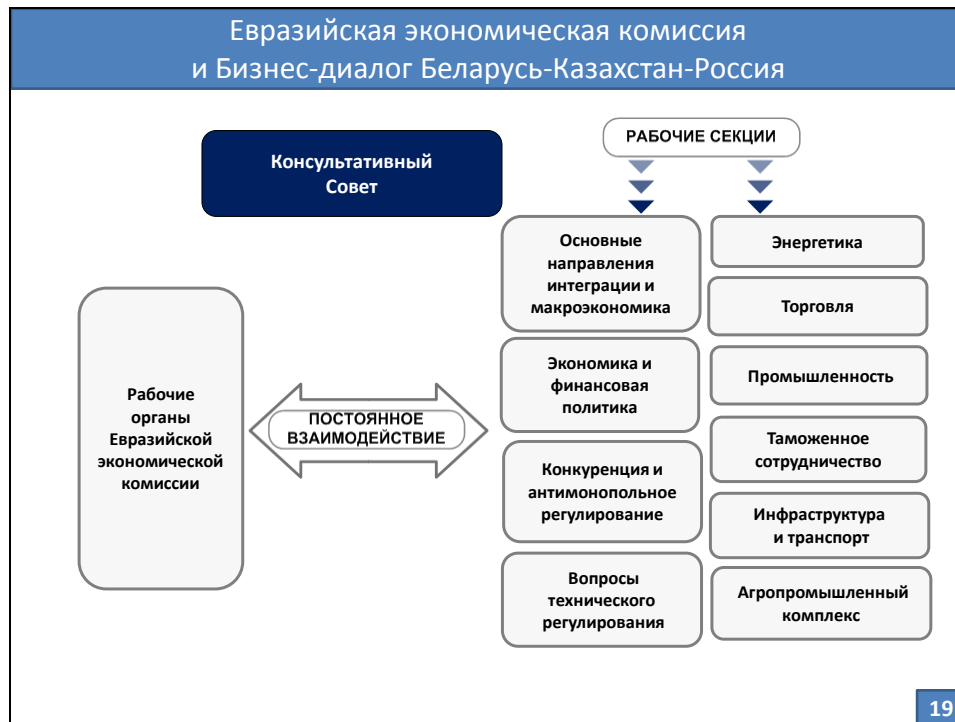 Евразийская экономическая комиссия
и Бизнес-диалог Беларусь-Казахстан-Россия
Консультативный
Совет
РАБОЧИЕ СЕКЦИИ
Рабочие
органы
Евразийской
экономической
комиссии
ПОСТОЯННОЕ
ВЗАИМОДЕЙСТВИЕ
Основные
направления
интеграции и
макроэкономика
Экономика и
финансовая
политика
Конкуренция и
антимонопольное
регулирование
Вопросы
технического
регулирования
Энергетика
Торговля
Промышленность
Таможенное
сотрудничество
Инфраструктура
и транспорт
Агропромышленный
комплекс
19